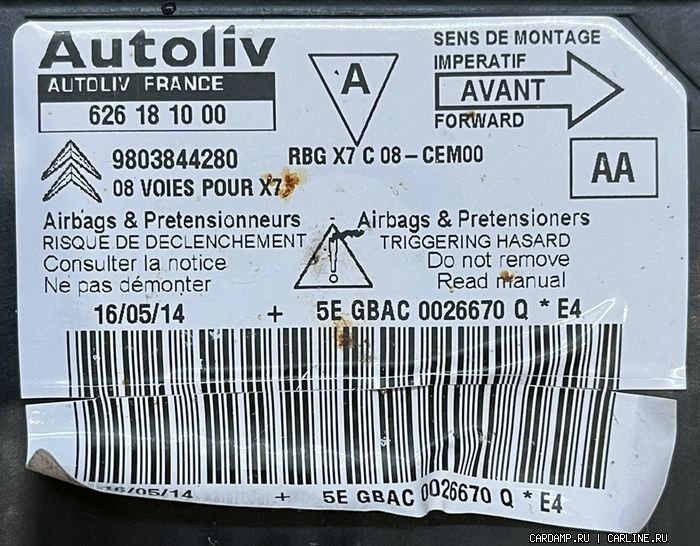 Autoliv
AUTOLIV FRANCE
626 18 10 00
A
SENS DE MONTAGE
IMPERATIF
AVANT
FORWARD
9803844280
08 VOIES POUR X7
RBG X7 C 08-CEM00
AA
Airbags & Pretensionneurs
RISQUE DE DECLENCHEMENT
Consulter la notice
Ne pas démonter
!
Airbags & Pretensioners
TRIGGERING HASARD
Do not remove
Read manual
16/05/14 + 5E GBAC 0026670 Q * E4
16/05/14 + 5E GBAC 0026670 Q * E4
CARDAMP.RU | CARLINE.RU